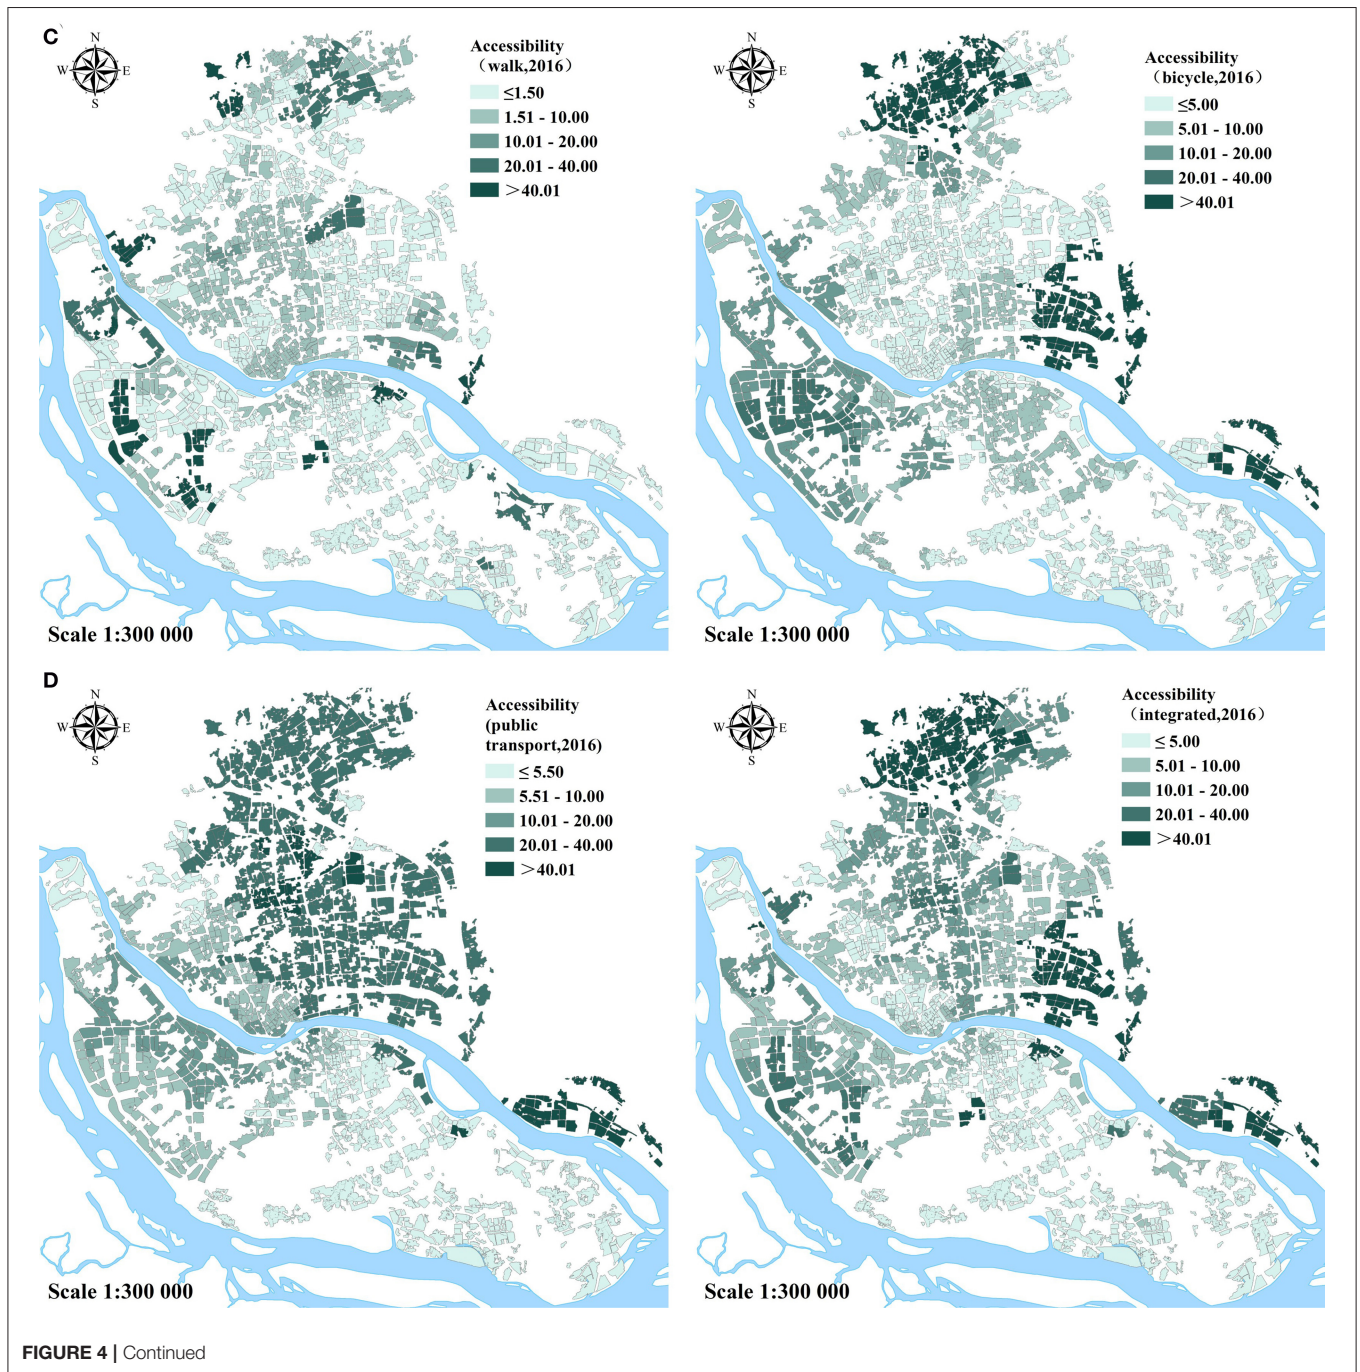 C
N
W E
S
Accessibility
（walk,2016）
≤1.50
1.51 - 10.00
10.01 - 20.00
20.01 - 40.00
＞40.01
Scale 1:300 000
N
W E
S
Accessibility
（bicycle,2016）
≤5.00
5.01 - 10.00
10.01 - 20.00
20.01 - 40.00
＞40.01
Scale 1:300 000
D
N
W E
S
Accessibility
(public
transport,2016)
≤ 5.50
5.51 - 10.00
10.01 - 20.00
20.01 - 40.00
＞40.01
Scale 1:300 000
N
W E
S
Accessibility
（integrated,2016）
≤ 5.00
5.01 - 10.00
10.01 - 20.00
20.01 - 40.00
＞40.01
Scale 1:300 000
FIGURE 4 | Continued